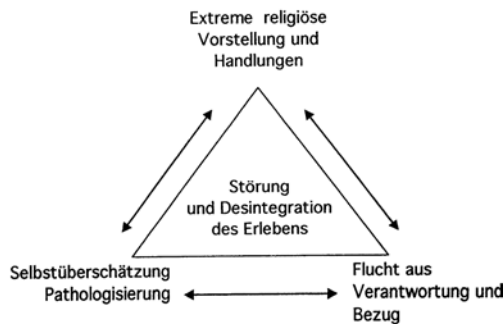 Extreme religiöse
Vorstellung und
Handlungen
Störung
und Desintegration
des Erlebens
Selbstüberschätzung
Pathologisierung
Flucht aus
Verantwortung und
Bezug